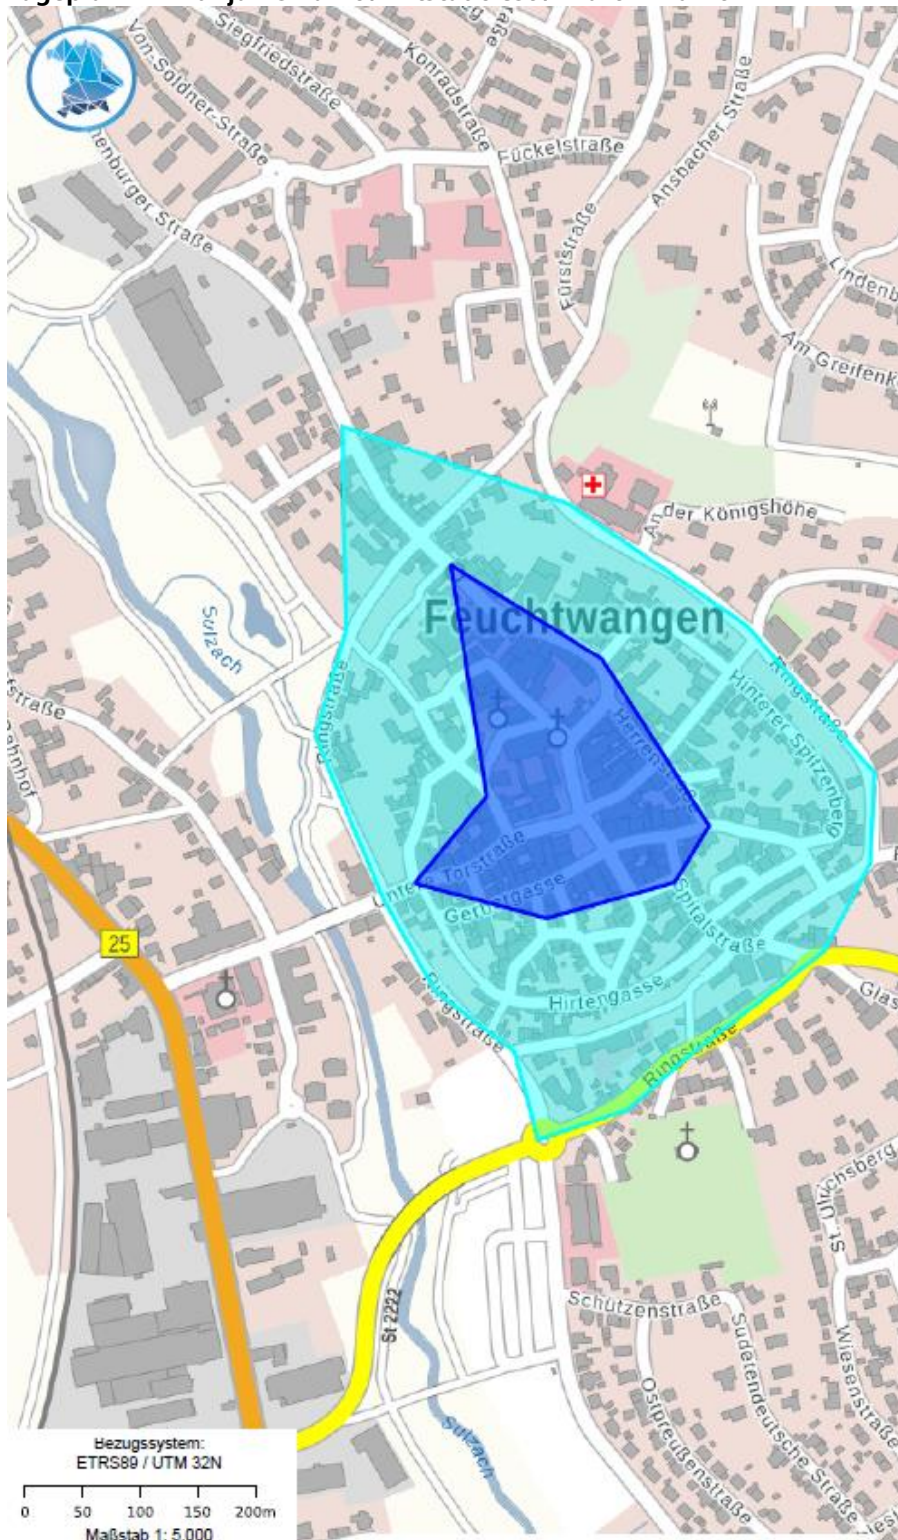 Siegfriedstraße
Von-Soldner-Straße
Konradstraße
Fückelstraße
Ansbacher Straße
Fürststraße
Am Greifenk
An der Königshöhe
Feuchtwangen
Sulzach
Ringstraße
Ringstraße
Hinterer Spitzenberg
Herrenstraße
Untere Torstraße
Gerbergasse
Spitalstraße
25
Ringstraße
Hirtengasse
Glas
Ringstraße
St. Ulrichsberg
St 2222
Schützenstraße
Sudetendeutsche Straße
Wiesenstraße
Ostpreußenstraße
Sulzach
Bezugssystem:
ETRS89 / UTM 32N
0 50 100 150 200m
Maßstab 1: 5.000